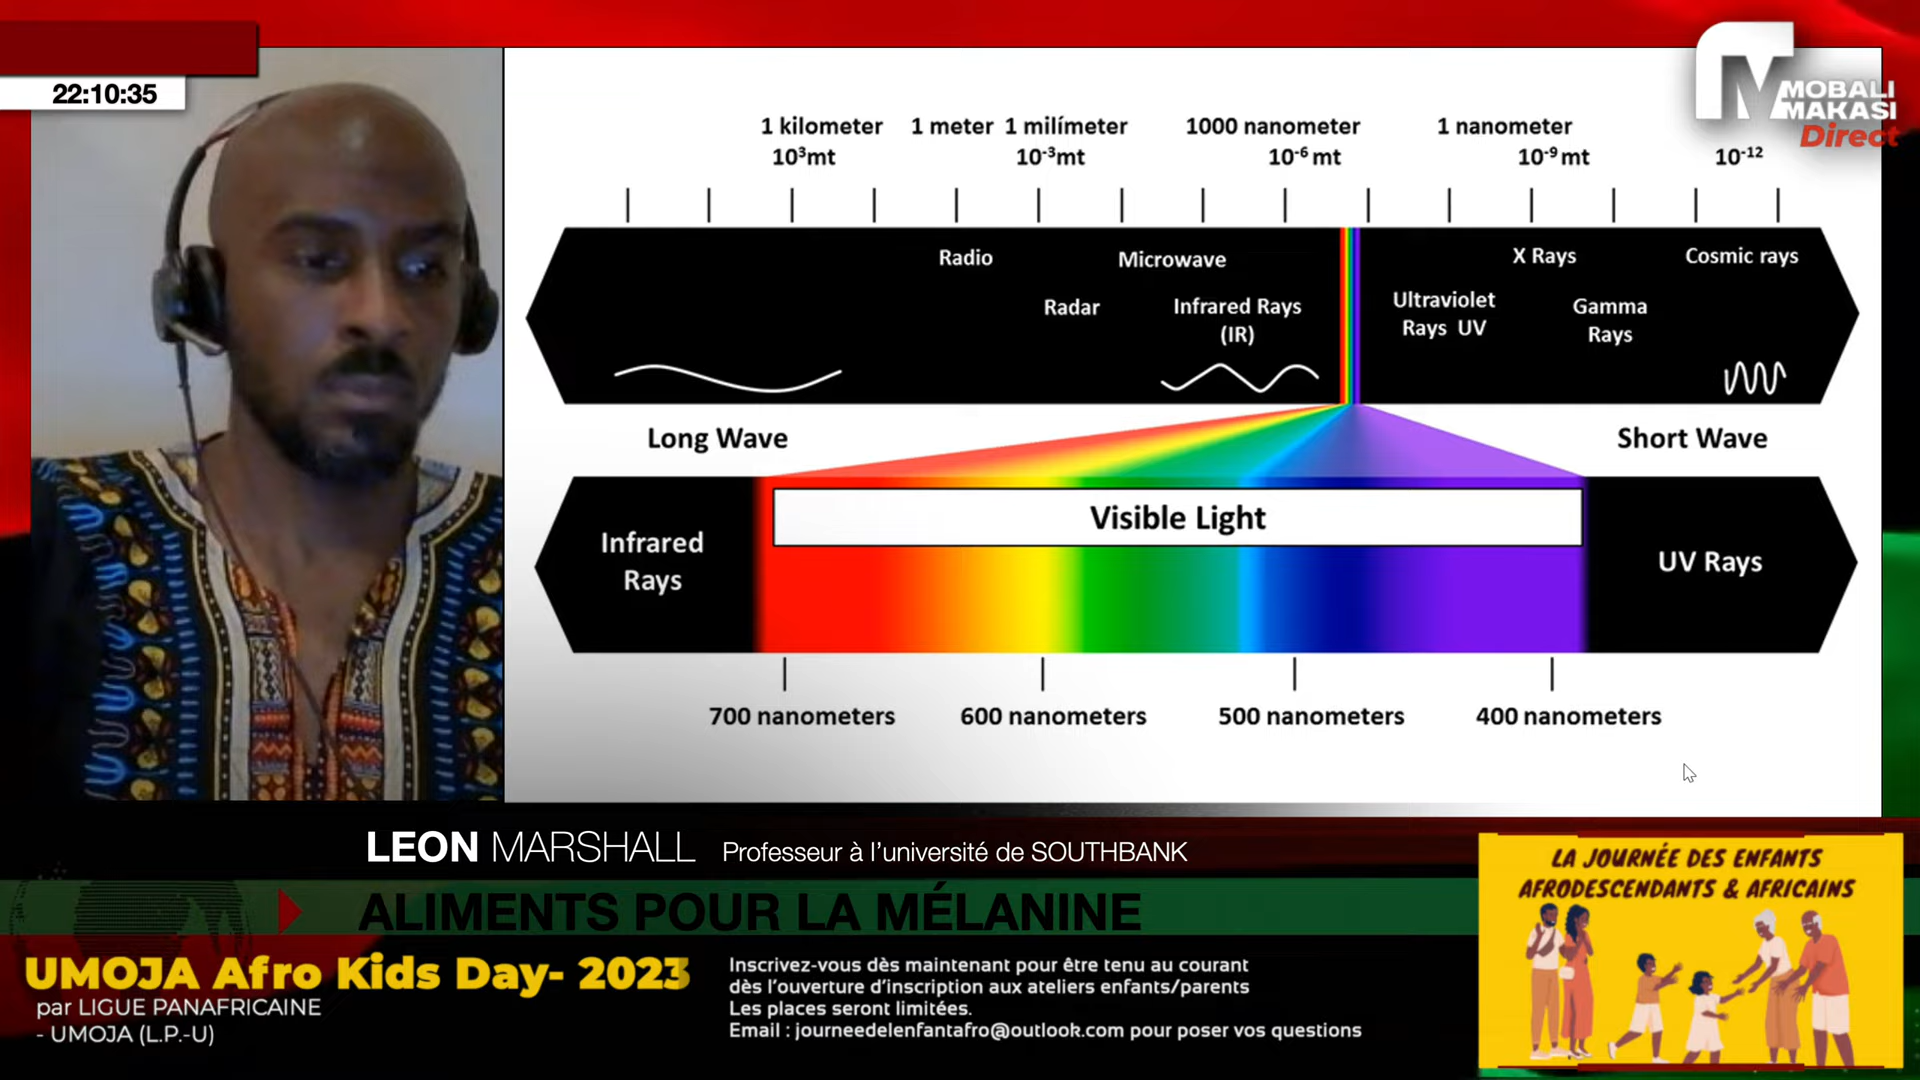 22:10:35
MOBALI
MAKASI
Direct
1 kilometer 1 meter 1 milímeter 1000 nanometer 1 nanometer
10³mt 10⁻³mt 10⁻⁶ mt 10⁻⁹ mt 10⁻¹²
Radio Microwave X Rays Cosmic rays
Radar Infrared Rays Ultraviolet Gamma
(IR) Rays UV Rays
Long Wave Short Wave
Visible Light
Infrared
Rays
UV Rays
700 nanometers 600 nanometers 500 nanometers 400 nanometers
LEON MARSHALL Professeur à l'université de SOUTHBANK
ALIMENTS POUR LA MÉLANINE
UMOJA Afro Kids Day- 2023
par LIGUE PANAFRICAINE
- UMOJA (L.P.-U)
Inscrivez-vous dès maintenant pour être tenu au courant
dès l'ouverture d'inscription aux ateliers enfants/parents
Les places seront limitées.
Email : journeedelenfantafro@outlook.com pour poser vos questions
LA JOURNÉE DES ENFANTS
AFRODESCENDANTS & AFRICAINS